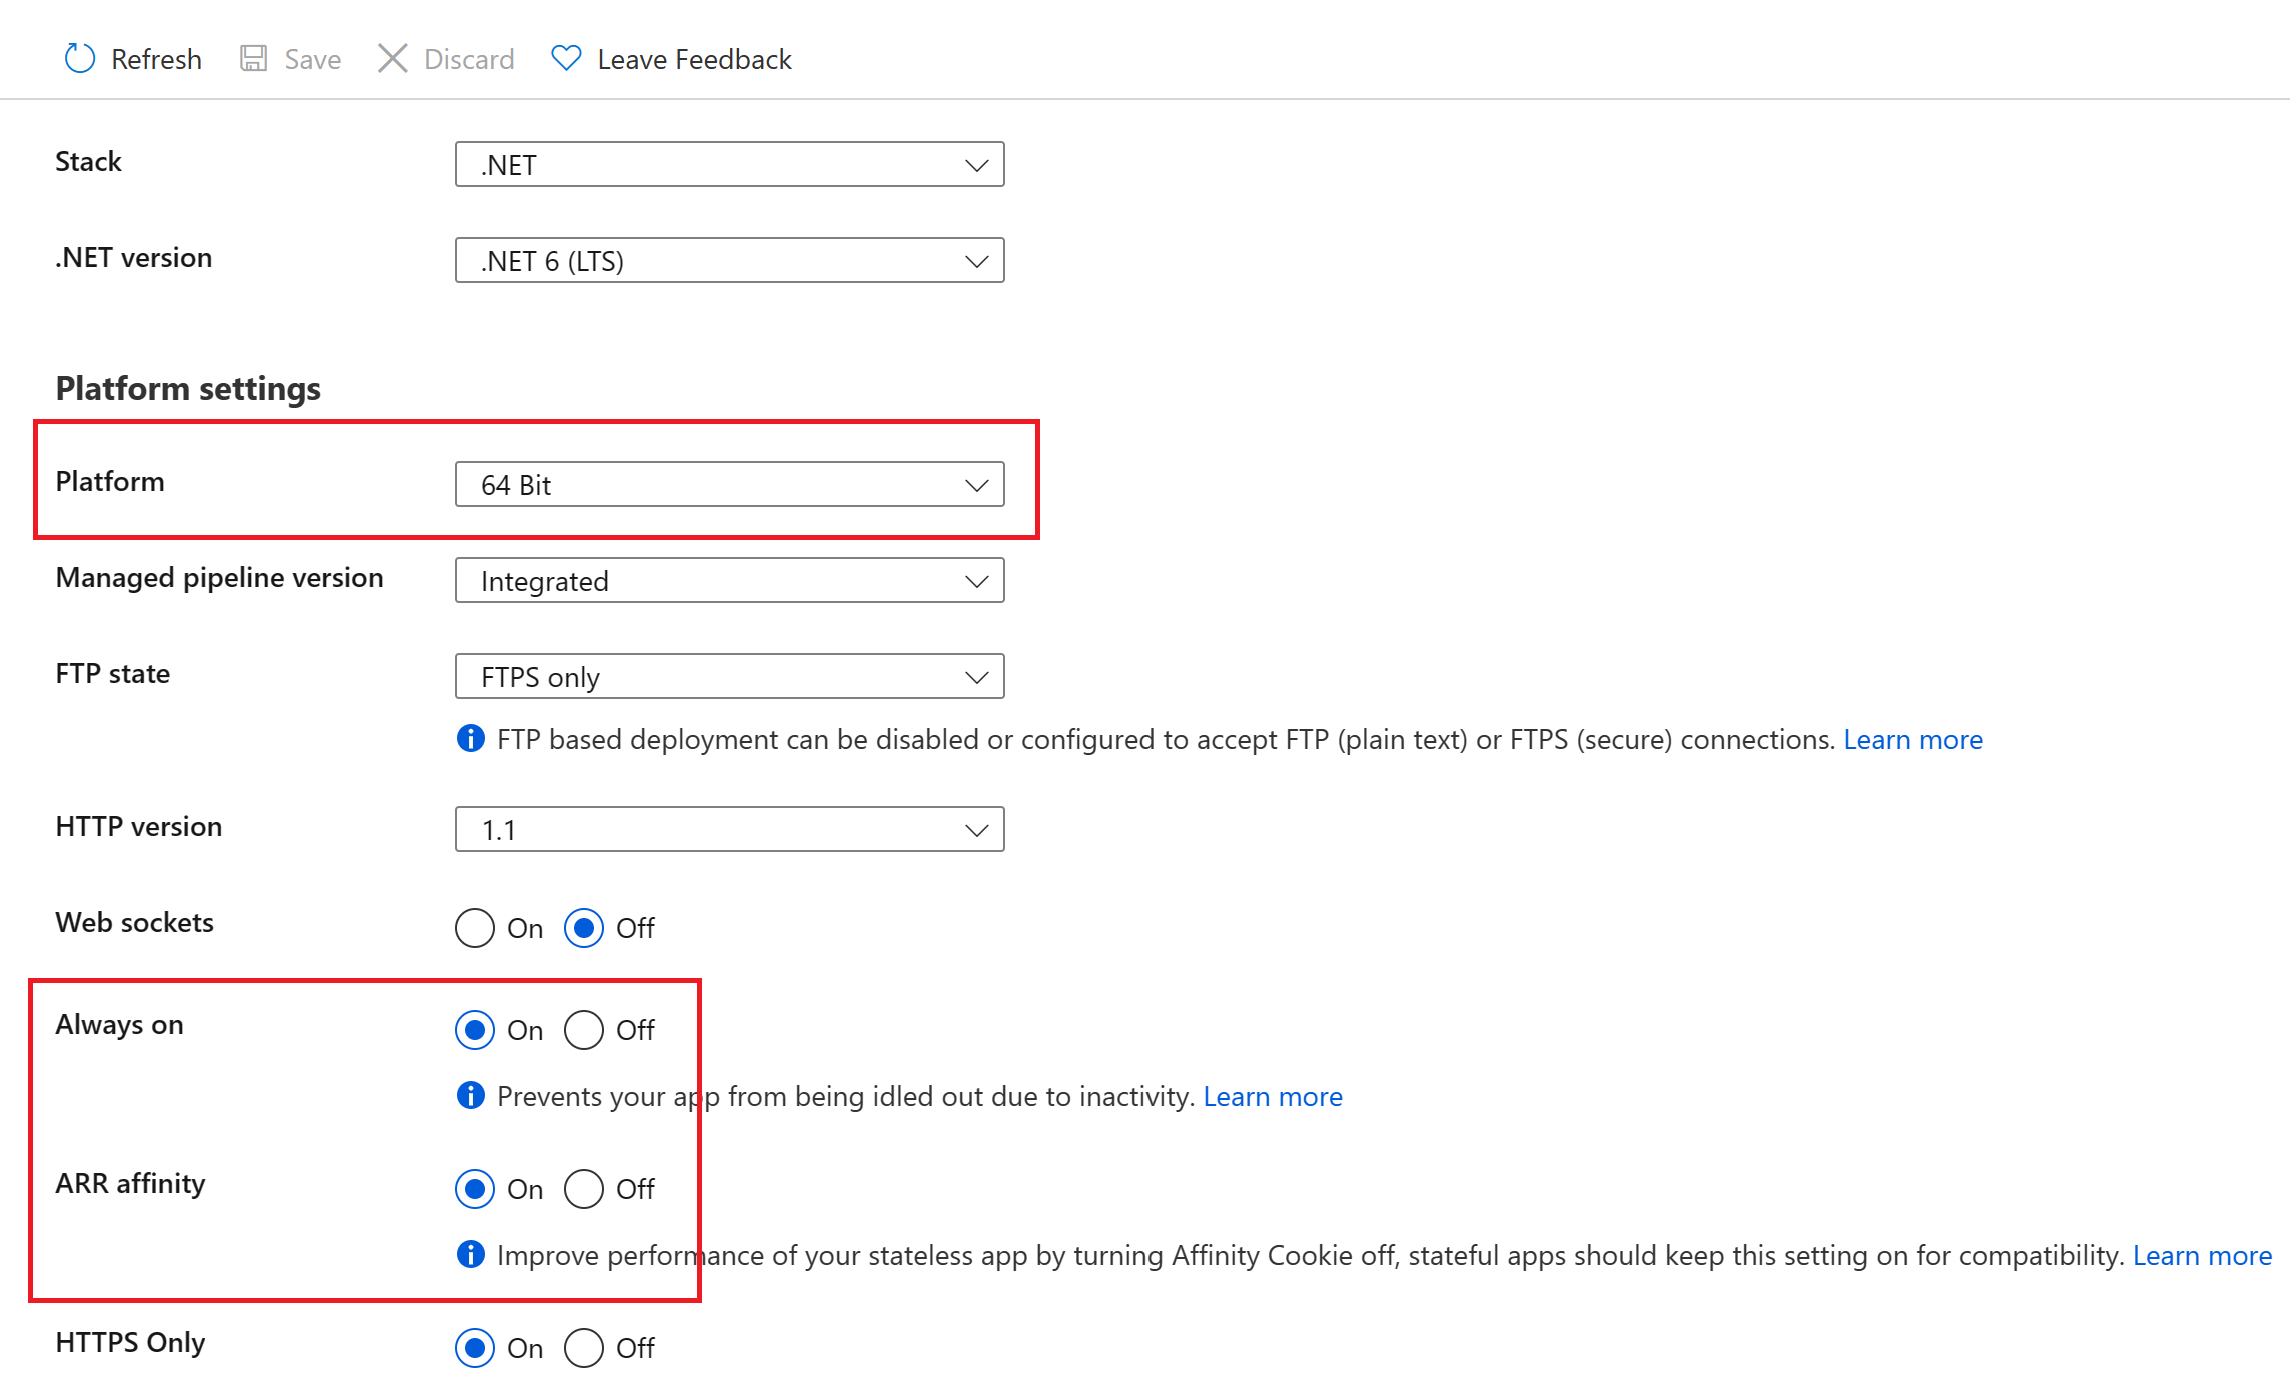 Refresh Save Discard Leave Feedback
Stack .NET
.NET version .NET 6 (LTS)
Platform settings
Platform 64 Bit
Managed pipeline version Integrated
FTP state FTPS only
FTP based deployment can be disabled or configured to accept FTP (plain text) or FTPS (secure) connections. Learn more
HTTP version 1.1
Web sockets On Off
Always on On Off
Prevents your app from being idled out due to inactivity. Learn more
ARR affinity On Off
Improve performance of your stateless app by turning Affinity Cookie off, stateful apps should keep this setting on for compatibility. Learn more
HTTPS Only On Off